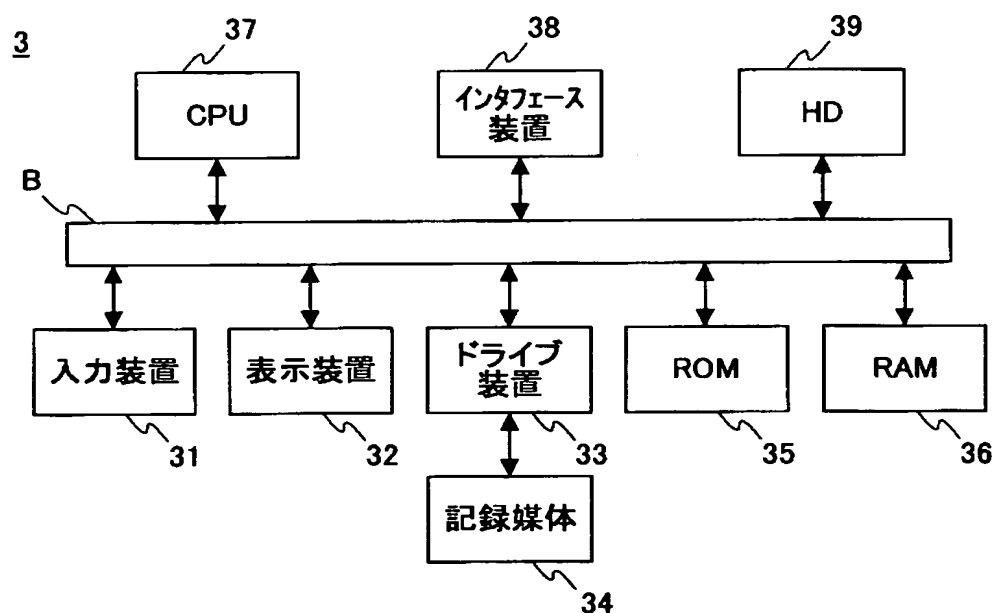 3
37
38
39
CPU
インタフェース
装置
HD
B
入力装置
表示装置
ドライブ
装置
ROM
RAM
31
32
33
35
36
記録媒体
34